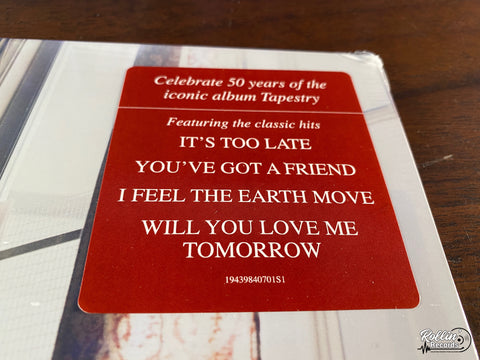 Celebrate 50 years of the
iconic album Tapestry
Featuring the classic hits
IT'S TOO LATE
YOU'VE GOT A FRIEND
I FEEL THE EARTH MOVE
WILL YOU LOVE ME
TOMORROW
19439840701S1
Rollin'
Records